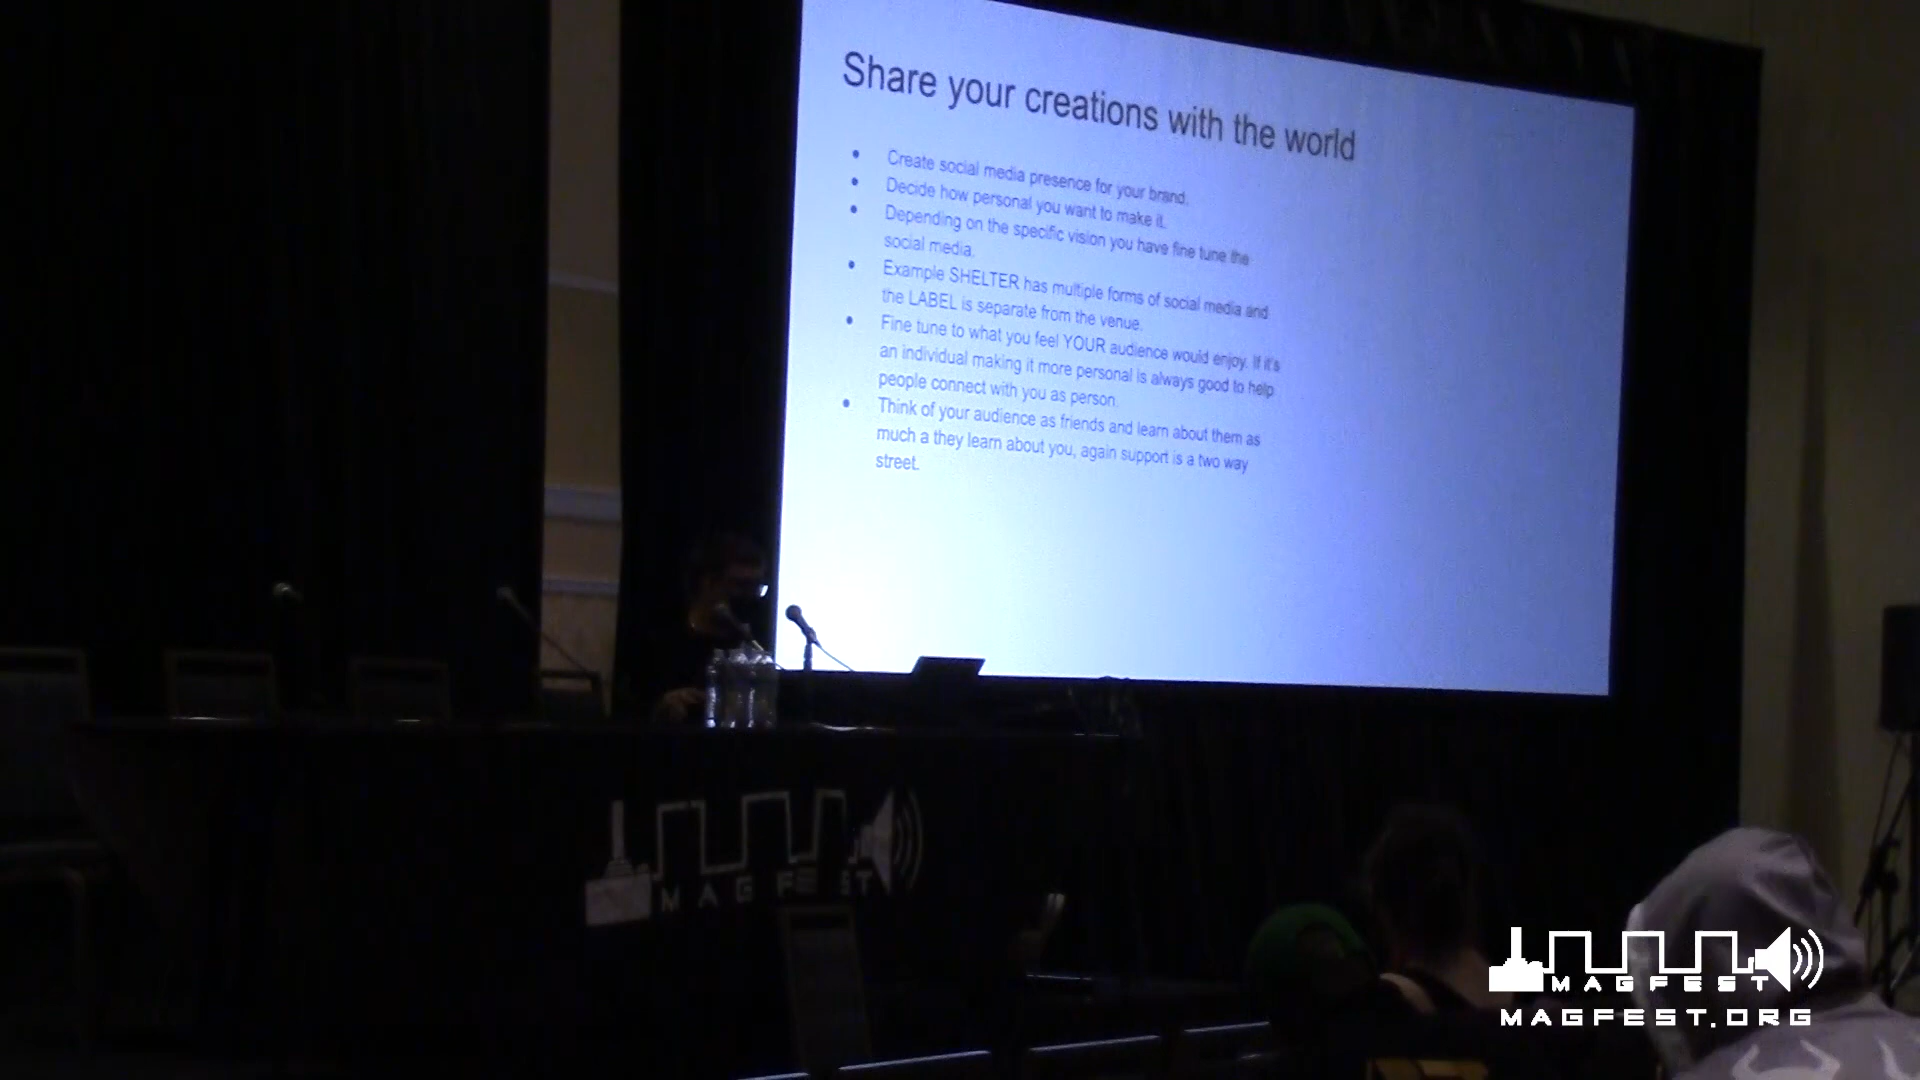 Share your creations with the world
● Create social media presence for your brand.
● Decide how personal you want to make it.
● Depending on the specific vision you have fine tune the
social media.
● Example SHELTER has multiple forms of social media and
the LABEL is separate from the venue.
● Fine tune to what you feel YOUR audience would enjoy. If it's
an individual making it more personal is always good to help
people connect with you as person.
● Think of your audience as friends and learn about them as
much a they learn about you, again support is a two way
street.
MAGFEST
MAGFEST
MAGFEST.ORG